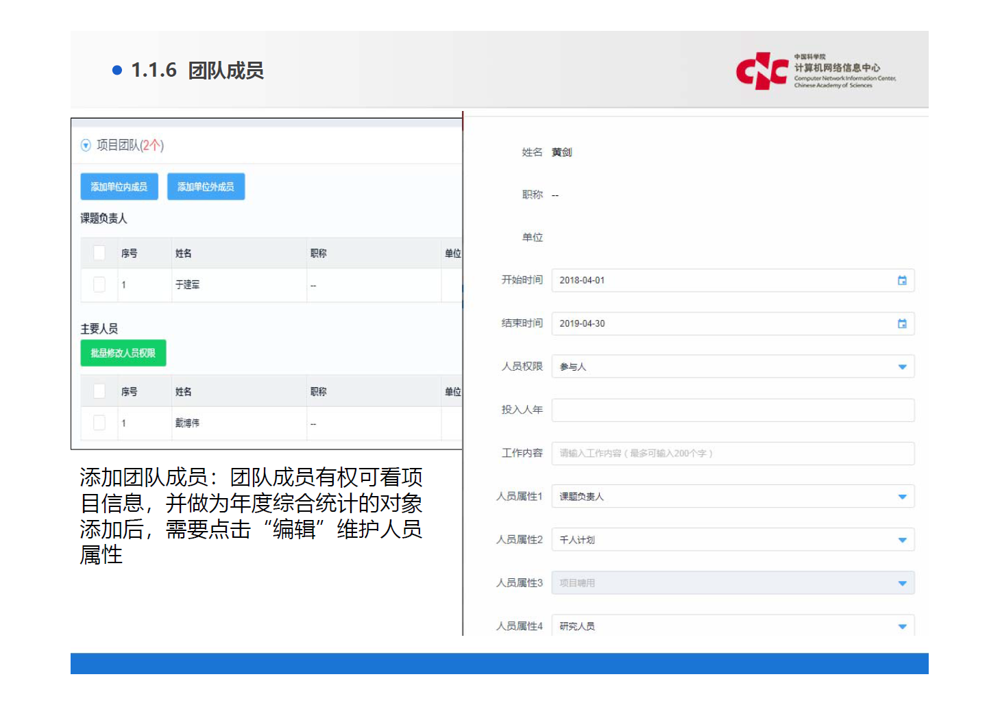 1.1.6 团队成员
中国科学院
计算机网络信息中心
Computer Network Information Center,
Chinese Academy of Sciences
项目团队(2个)
添加单位内成员 添加单位外成员
课题负责人
序号 姓名 职称 单位
1 于建军 --
主要人员
批量修改人员权限
序号 姓名 职称 单位
1 戴博伟 --
添加团队成员：团队成员有权可看项
目信息，并做为年度综合统计的对象
添加后，需要点击“编辑”维护人员
属性
姓名 黄剑
职称 --
单位
开始时间 2018-04-01
结束时间 2019-04-30
人员权限 参与人
投入人年
工作内容 请输入工作内容（最多可输入200个字）
人员属性1 课题负责人
人员属性2 千人计划
人员属性3 项目聘用
人员属性4 研究人员